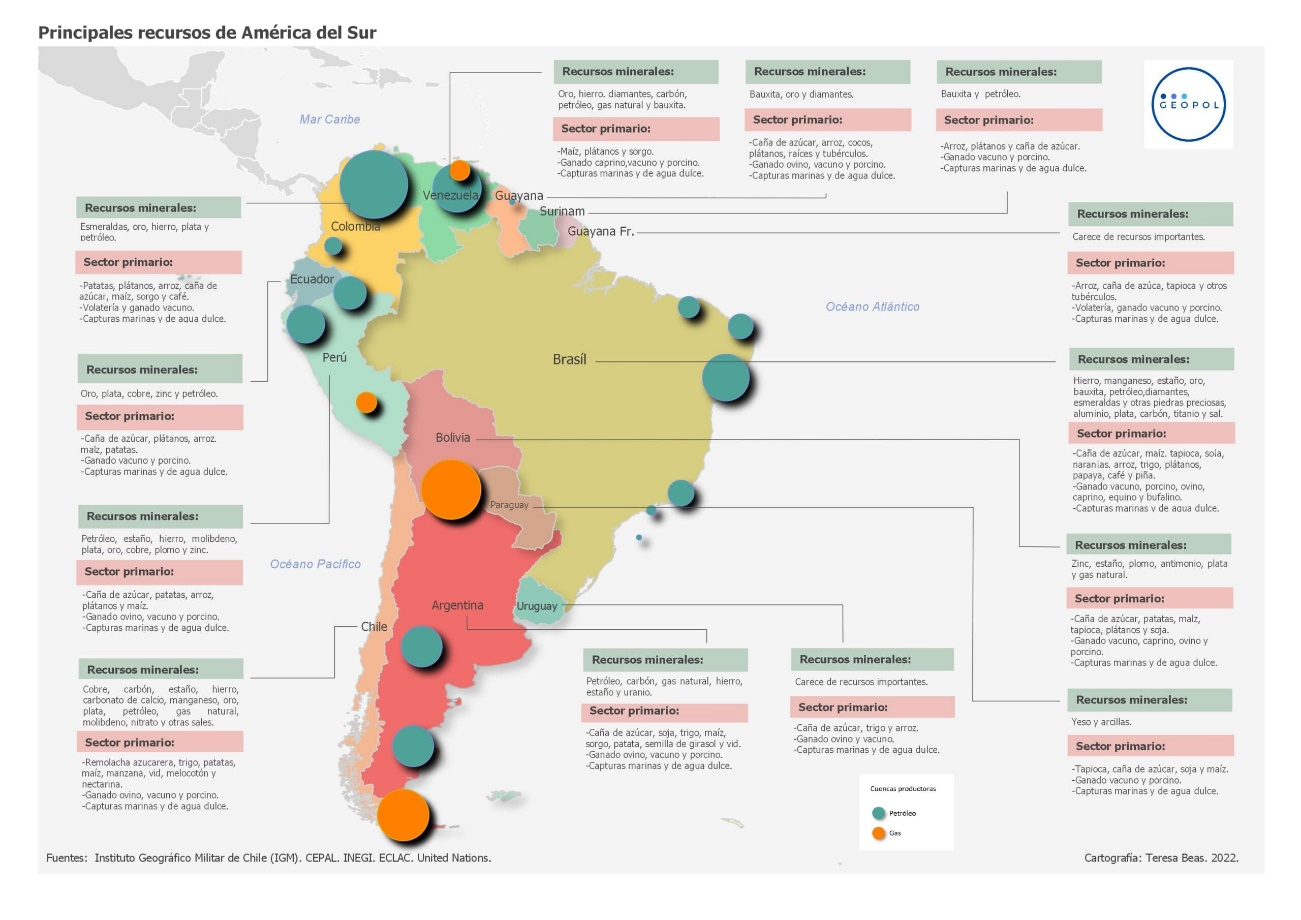 Principales recursos de América del Sur
Recursos minerales:
Oro, hierro. diamantes, carbón,
petróleo, gas natural y bauxita.
Sector primario:
-Maíz, plátanos y sorgo.
-Ganado caprino,vacuno y porcino.
-Capturas marinas y de agua dulce.
Recursos minerales:
Bauxita, oro y diamantes.
Sector primario:
-Caña de azúcar, arroz, cocos,
plátanos, raíces y tubérculos.
-Ganado ovino, vacuno y porcino.
-Capturas marinas y de agua dulce.
Recursos minerales:
Bauxita y petróleo.
Sector primario:
-Arroz, plátanos y caña de azúcar.
-Ganado vacuno y porcino.
-Capturas marinas y de agua dulce.
GEOPOL
Mar Caribe
Venezuela
Guayana
Surinam
Guayana Fr.
Colombia
Ecuador
Perú
Brasíl
Bolivia
Paraguay
Argentina
Uruguay
Chile
Océano Atlántico
Océano Pacífico
Recursos minerales:
Esmeraldas, oro, hierro, plata y
petróleo.
Sector primario:
-Patatas, plátanos, arroz, caña de
azúcar, maíz, sorgo y café.
-Volatería y ganado vacuno.
-Capturas marinas y de agua dulce.
Recursos minerales:
Oro, plata, cobre, zinc y petróleo.
Sector primario:
-Caña de azúcar, plátanos, arroz.
maíz, patatas.
-Ganado vacuno y porcino.
-Capturas marinas y de agua dulce.
Recursos minerales:
Petróleo, estaño, hierro, molibdeno,
plata, oro, cobre, plomo y zinc.
Sector primario:
-Caña de azúcar, patatas, arroz,
plátanos y maíz.
-Ganado ovino, vacuno y porcino.
-Capturas marinas y de agua dulce.
Recursos minerales:
Cobre, carbón, estaño, hierro,
carbonato de calcio, manganeso, oro,
plata, petróleo, gas natural,
molibdeno, nitrato y otras sales.
Sector primario:
-Remolacha azucarera, trigo, patatas,
maíz, manzana, vid, melocotón y
nectarina.
-Ganado ovino, vacuno y porcino.
-Capturas marinas y de agua dulce.
Recursos minerales:
Carece de recursos importantes.
Sector primario:
-Arroz, caña de azúca, tapioca y otros
tubérculos.
-Volatería, ganado vacuno y porcino.
-Capturas marinas y de agua dulce.
Recursos minerales:
Hierro, manganeso, estaño, oro,
bauxita, petróleo,diamantes,
esmeraldas y otras piedras preciosas,
aluminio, plata, carbón, titanio y sal.
Sector primario:
-Caña de azúcar, maíz. tapioca, soja,
naranjas. arroz, trigo, plátanos,
papaya, café y piña.
-Ganado vacuno, porcino, ovino,
caprino, equino y bufalino.
-Capturas marinas y de agua dulce.
Recursos minerales:
Zinc, estaño, plomo, antimonio, plata
y gas natural.
Sector primario:
-Caña de azúcar, patatas, maíz,
tapioca, plátanos y soja.
-Ganado vacuno, caprino, ovino y
porcino.
-Capturas marinas y de agua dulce.
Recursos minerales:
Yeso y arcillas.
Sector primario:
-Tapioca, caña de azúcar, soja y maíz.
-Ganado vacuno y porcino.
-Capturas marinas y de agua dulce.
Recursos minerales:
Petróleo, carbón, gas natural, hierro,
estaño y uranio.
Sector primario:
-Caña de azúcar, soja, trigo, maíz,
sorgo, patata, semilla de girasol y vid.
-Ganado ovino, vacuno y porcino.
-Capturas marinas y de agua dulce.
Recursos minerales:
Carece de recursos importantes.
Sector primario:
-Caña de azúcar, trigo y arroz.
-Ganado ovino y vacuno.
-Capturas marinas y de agua dulce.
Cuencas productoras
Petróleo
Gas
Fuentes: Instituto Geográfico Militar de Chile (IGM). CEPAL. INEGI. ECLAC. United Nations.
Cartografía: Teresa Beas. 2022.